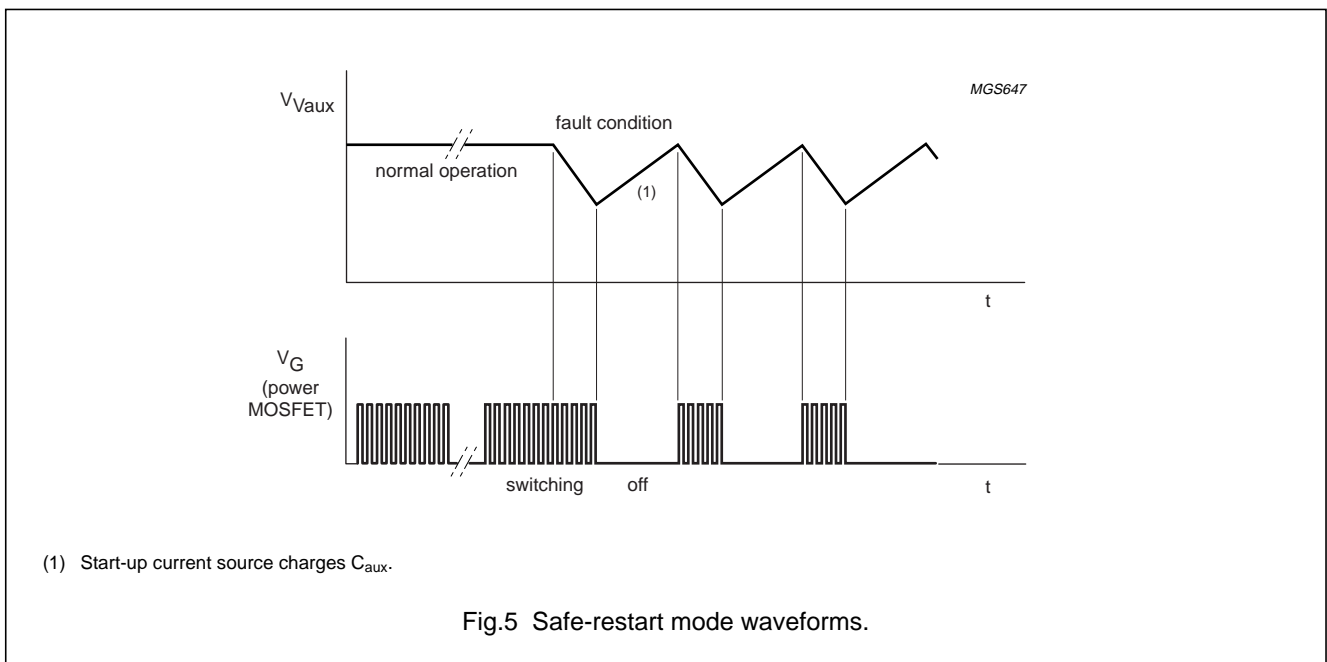 MGS647
VVaux
fault condition
normal operation
(1)
t
VG
(power
MOSFET)
switching off
t
(1) Start-up current source charges Caux.
Fig.5 Safe-restart mode waveforms.